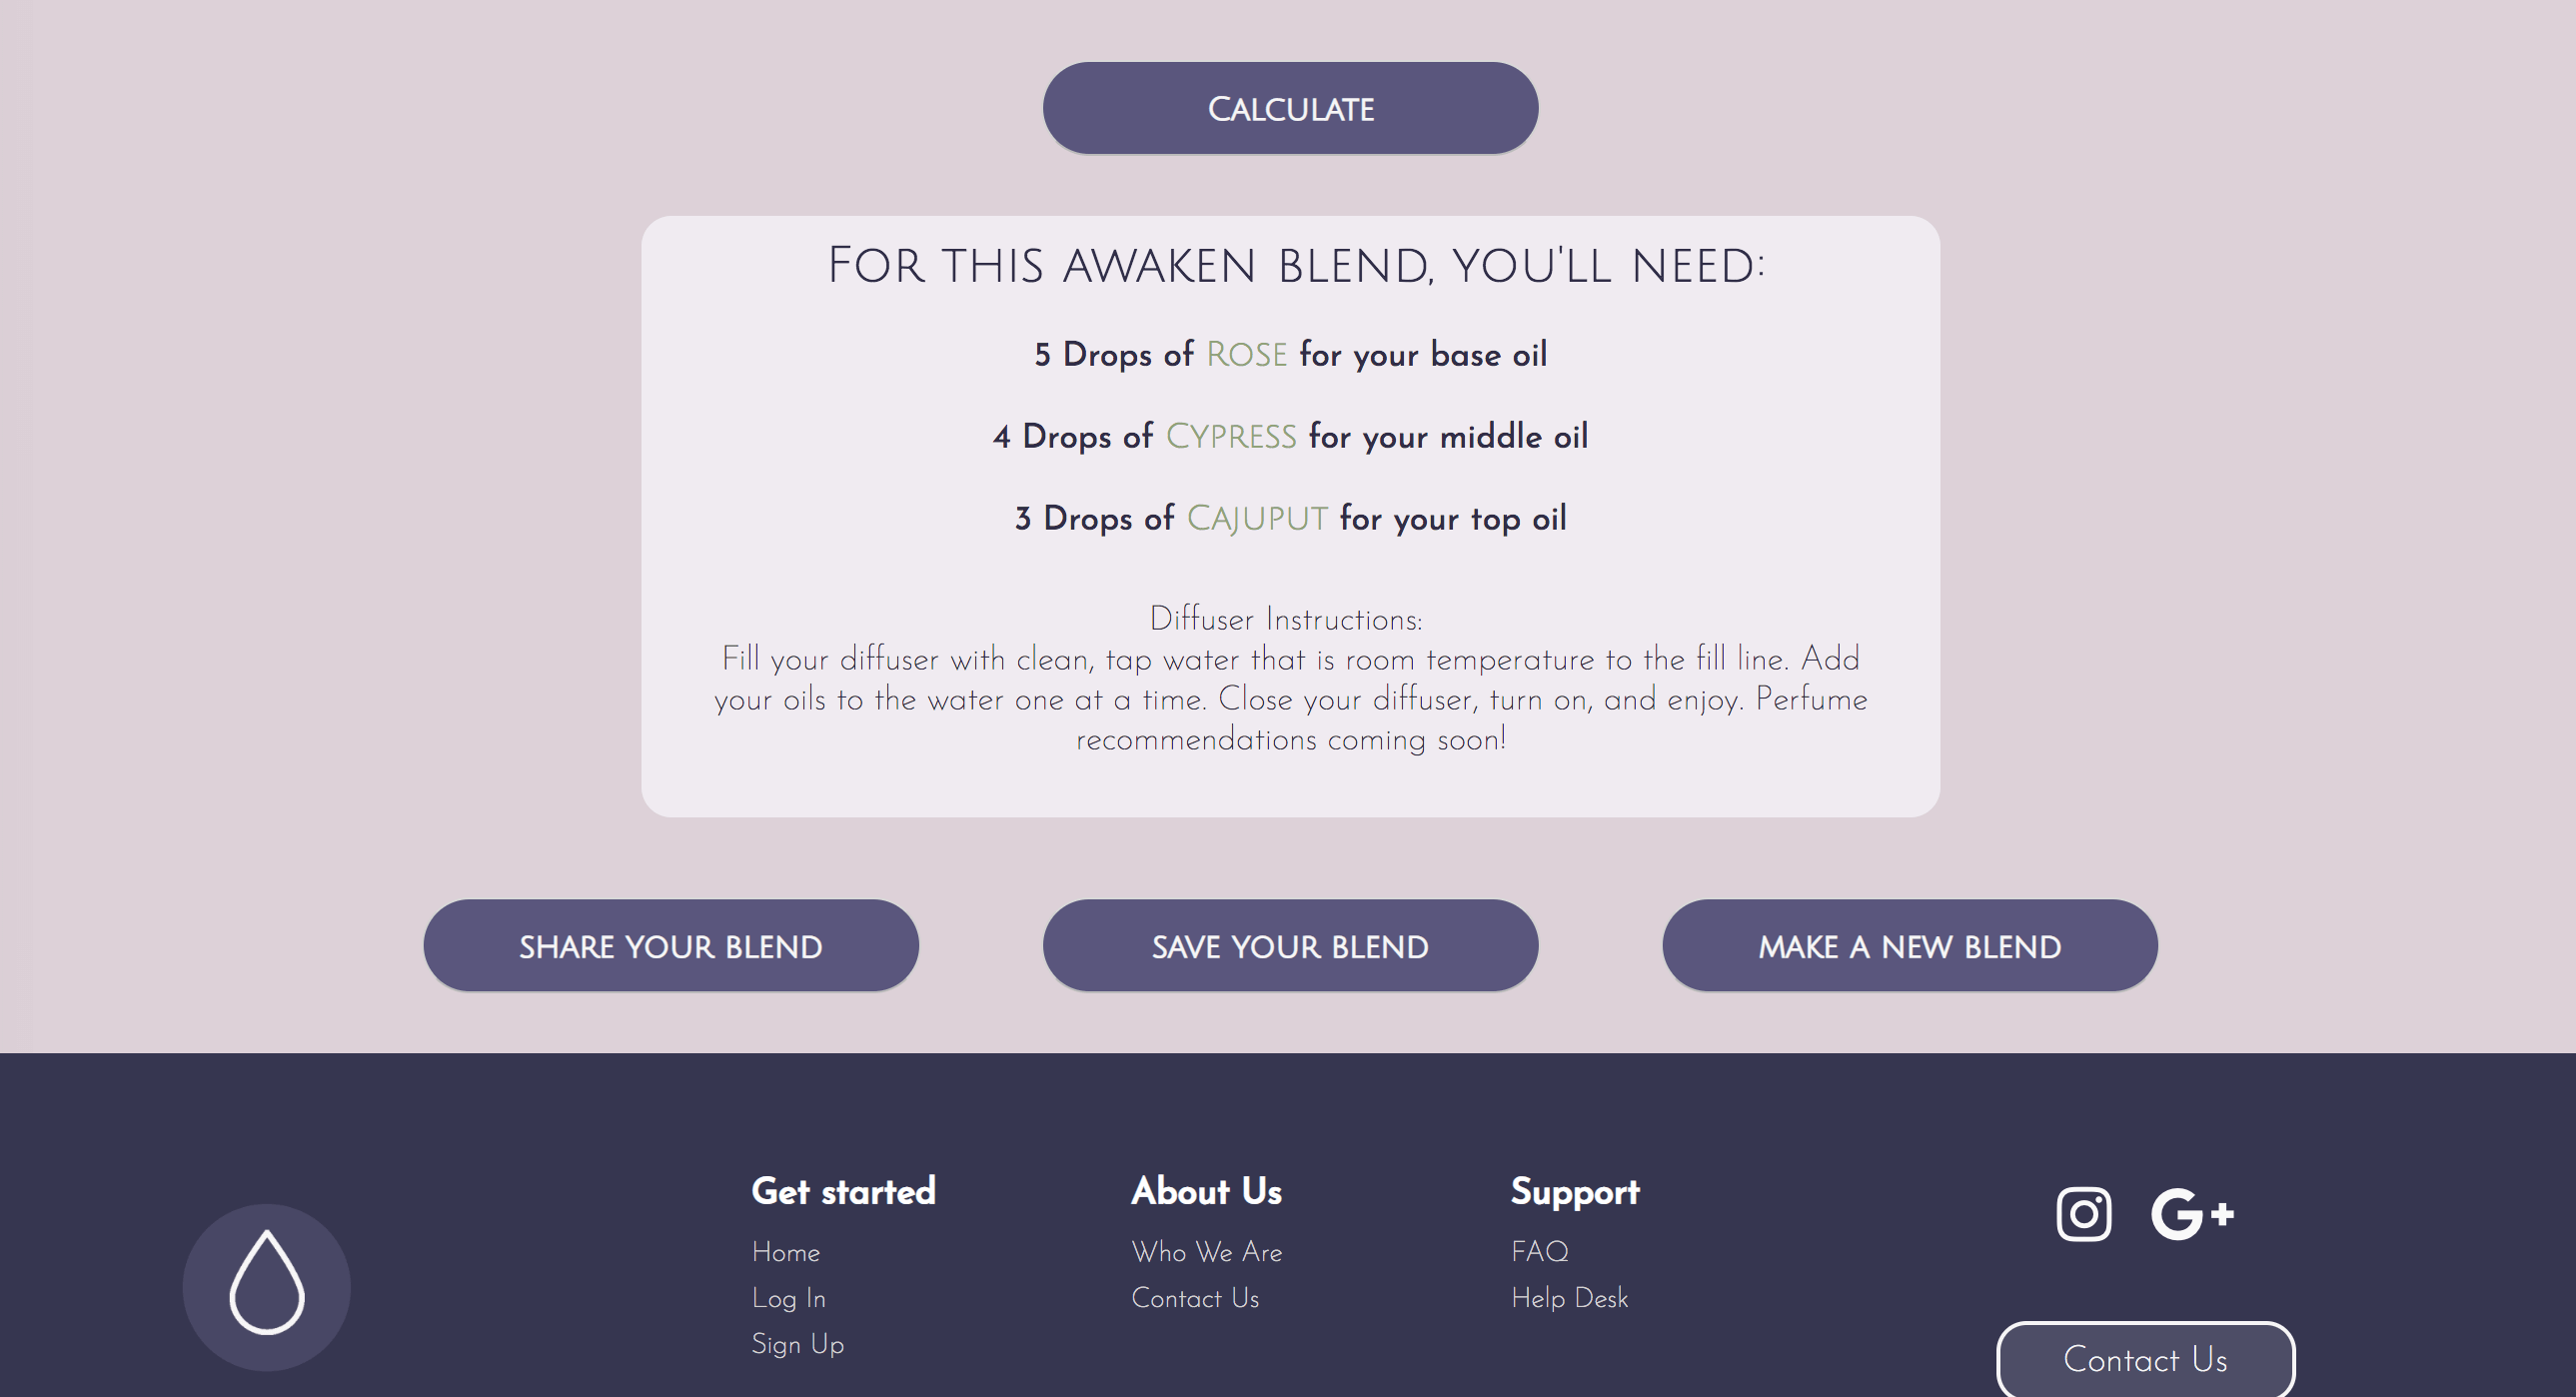 CALCULATE
FOR THIS AWAKEN BLEND, YOU'LL NEED:
5 Drops of ROSE for your base oil
4 Drops of CYPRESS for your middle oil
3 Drops of CAJUPUT for your top oil
Diffuser Instructions:
Fill your diffuser with clean, tap water that is room temperature to the fill line. Add
your oils to the water one at a time. Close your diffuser, turn on, and enjoy. Perfume
recommendations coming soon!
SHARE YOUR BLEND
SAVE YOUR BLEND
MAKE A NEW BLEND
Get started
Home
Log In
Sign Up
About Us
Who We Are
Contact Us
Support
FAQ
Help Desk
G+
Contact Us